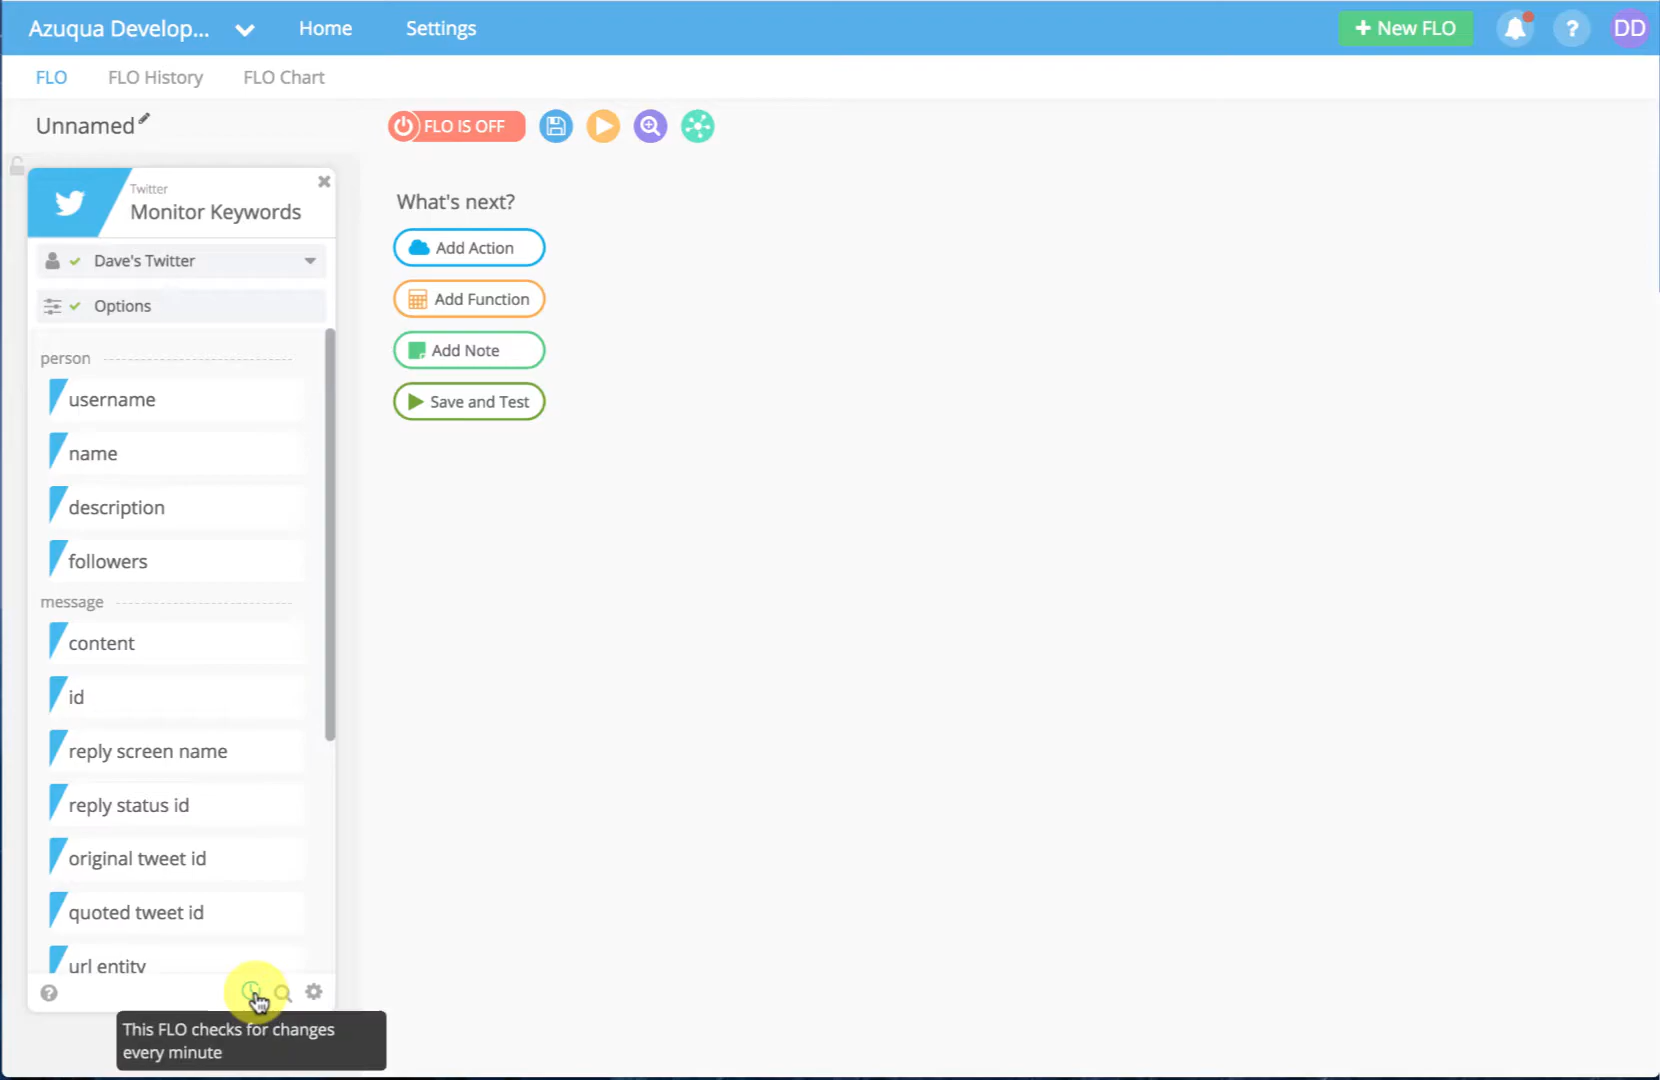 Azuqua Develop...
Home
Settings
+ New FLO
?
DD
FLO
FLO History
FLO Chart
Unnamed
FLO IS OFF
Twitter
Monitor Keywords
Dave's Twitter
Options
person
username
name
description
followers
message
content
id
reply screen name
reply status id
original tweet id
quoted tweet id
url entity
?
This FLO checks for changes
every minute
What's next?
Add Action
Add Function
Add Note
Save and Test